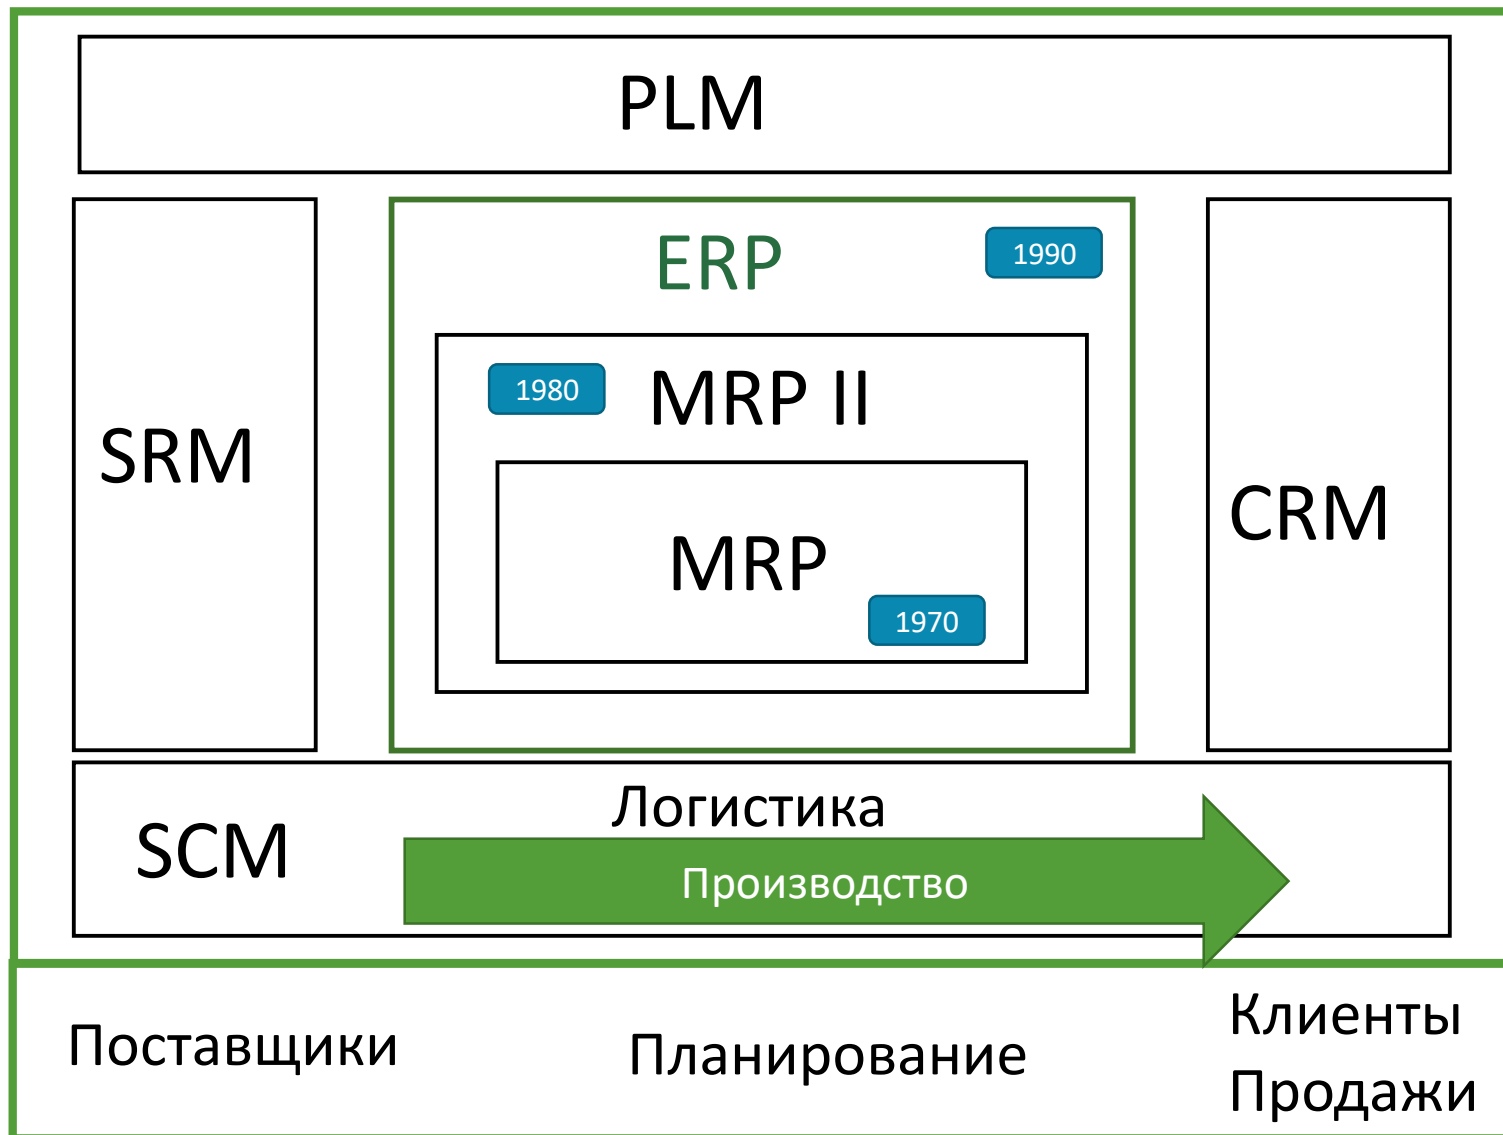 PLM
ERP
1990
1980
MRP II
SRM
MRP
CRM
1970
Логистика
SCM
Производство
Поставщики
Планирование
Клиенты
Продажи